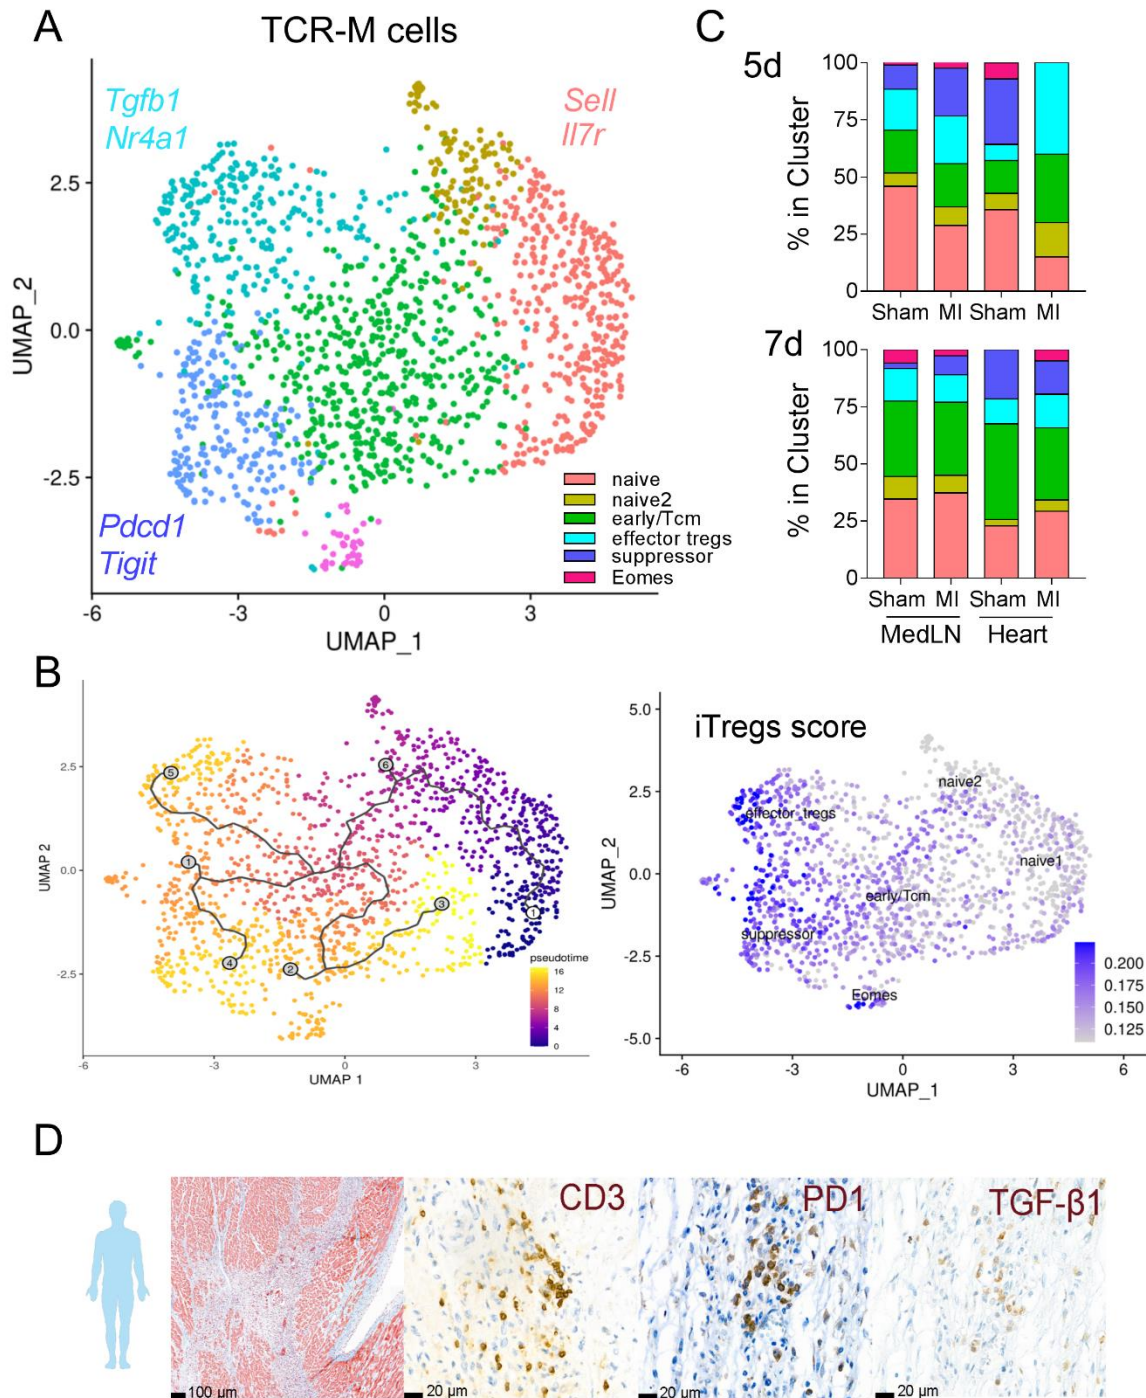 A
TCR-M cells
Tgfb1
Nr4a1
Sell
Il7r
Pdcd1
Tigit
UMAP_2
2.5
0.0
-2.5
-6
-3
0
3
UMAP_1
naive
naive2
early/Tcm
effector tregs
suppressor
Eomes
C
5d
% in Cluster
100
75
50
25
0
Sham MI Sham MI
7d
% in Cluster
100
75
50
25
0
Sham MI Sham MI
MedLN Heart
B
UMAP 2
2.5
0.0
-2.5
-6
-3
0
3
UMAP 1
5
6
1
3
1
4
2
pseudotime
16
12
8
4
0
iTregs score
UMAP_2
5.0
2.5
0.0
-2.5
-5.0
-6
-3
0
3
6
UMAP_1
naive2
effector tregs
naive1
early/Tcm
suppressor
Eomes
0.200
0.175
0.150
0.125
D
CD3
PD1
TGF-β1
100 µm
20 µm
20 µm
20 µm